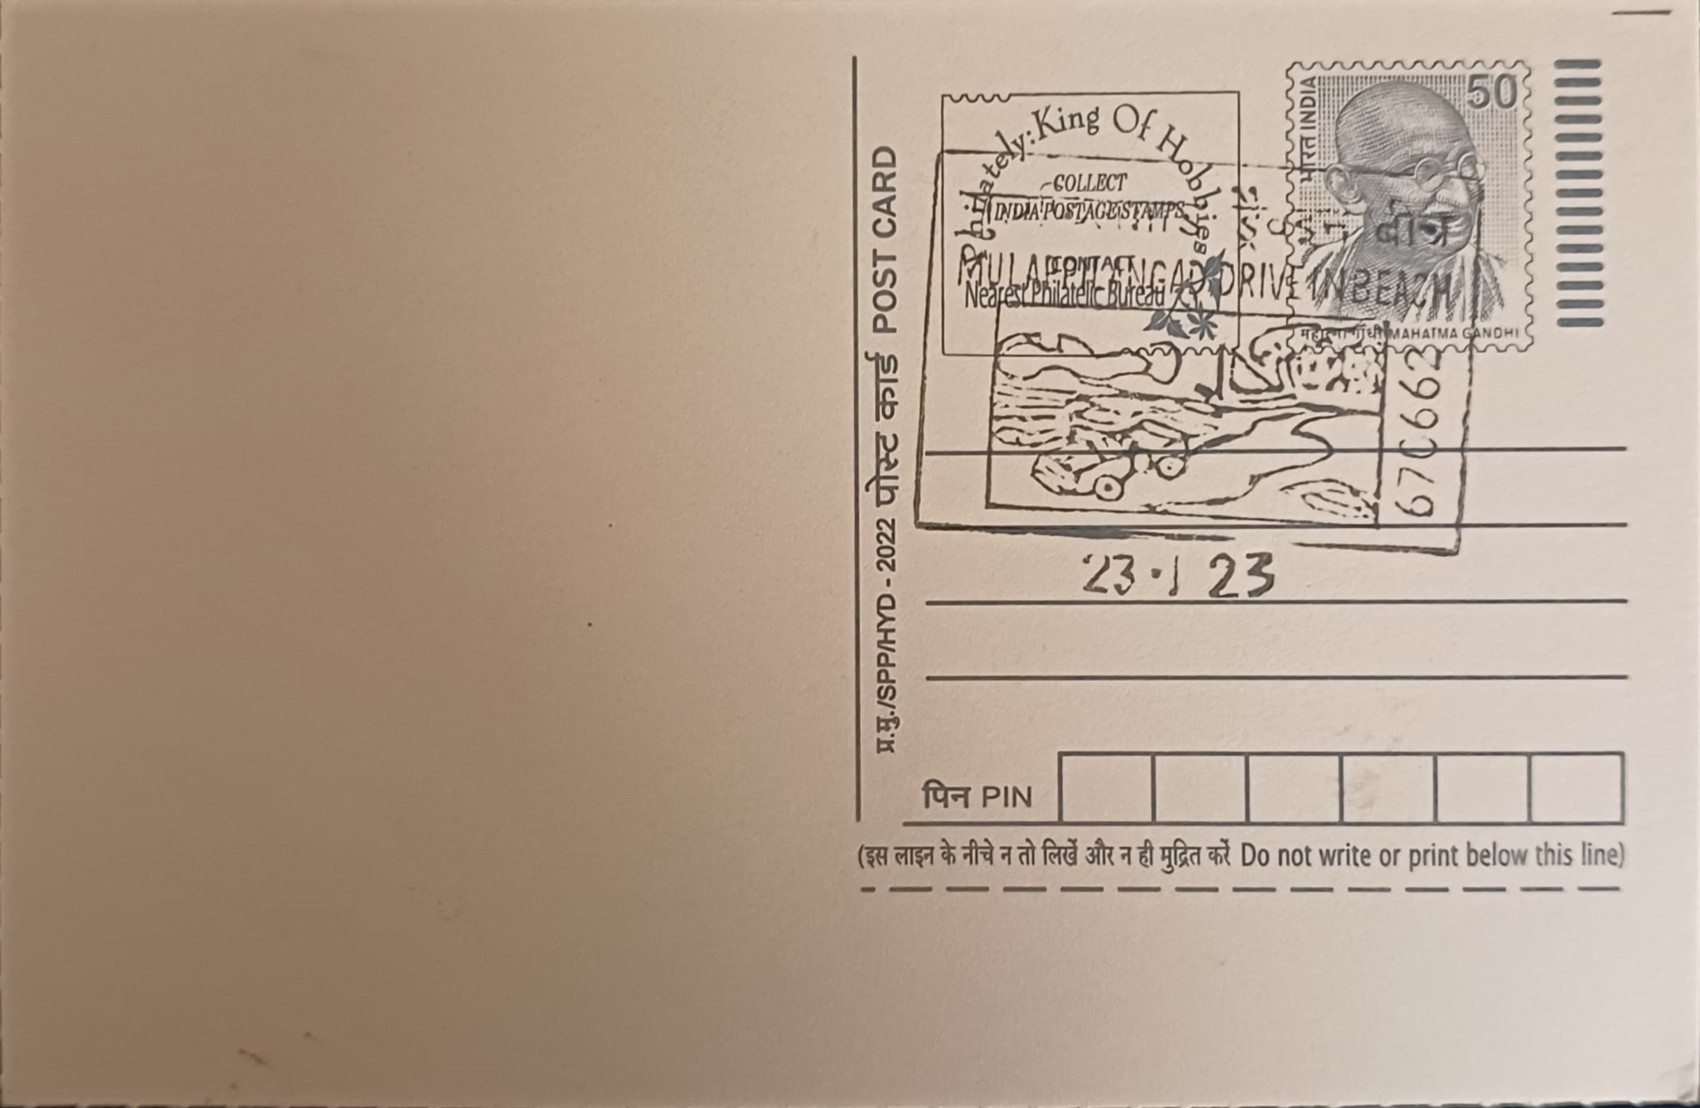 प्र.मु./SPP/HYD - 2022 पोस्ट कार्ड POST CARD
Philately: King Of Hobbies
COLLECT
INDIA POSTAGE STAMPS
CONTACT
Nearest Philatelic Bureau
भारत INDIA
50
महात्मा गाँधी MAHATMA GANDHI
बीच
DRIVE IN BEACH
23·1 23
पिन PIN
(इस लाइन के नीचे न तो लिखें और न ही मुद्रित करें Do not write or print below this line)